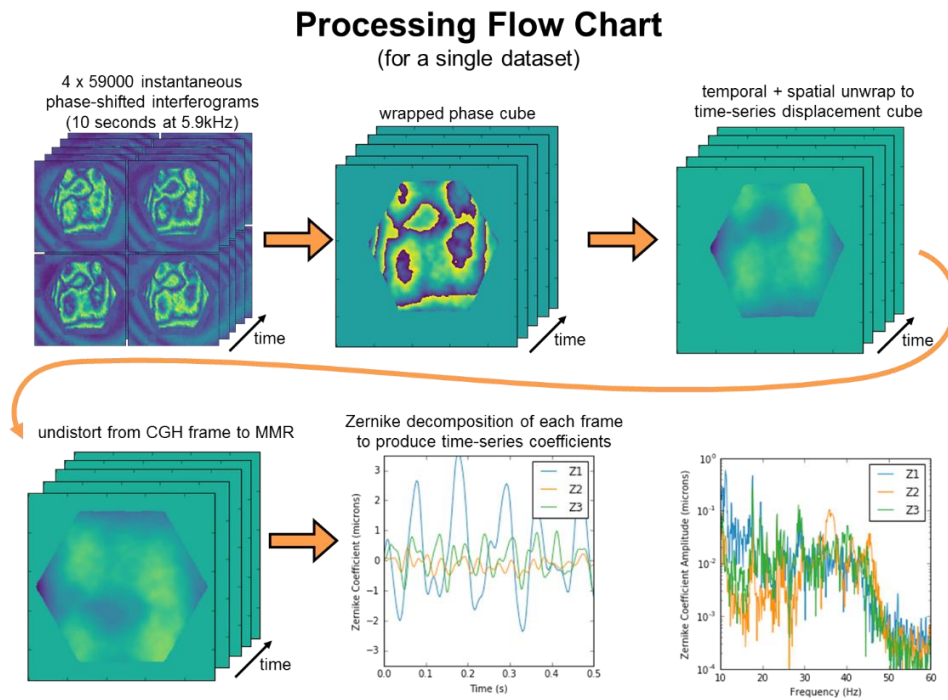 Processing Flow Chart
(for a single dataset)
4 x 59000 instantaneous
phase-shifted interferograms
(10 seconds at 5.9kHz)
time
wrapped phase cube
time
temporal + spatial unwrap to
time-series displacement cube
time
undistort from CGH frame to MMR
time
Zernike decomposition of each frame
to produce time-series coefficients
Zernike Coefficient (microns)
3
2
1
0
−1
−2
−3
Z1
Z2
Z3
0.0 0.1 0.2 0.3 0.4 0.5
Time (s)
Zernike Coefficient Amplitude (microns)
10^0
10^-1
10^-2
10^-3
10^-4
Z1
Z2
Z3
10 20 30 40 50 60
Frequency (Hz)